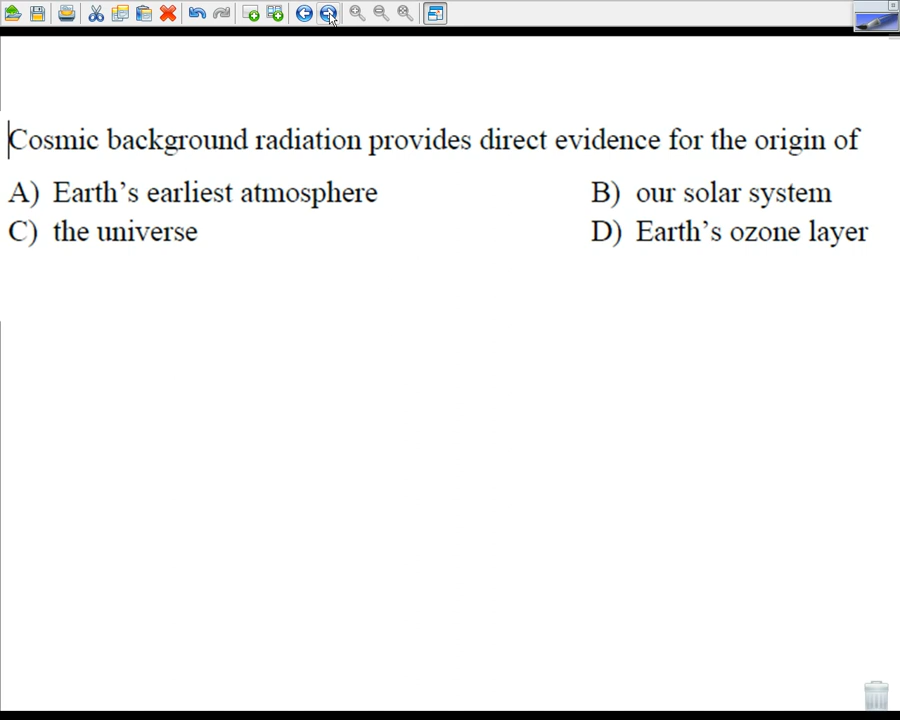 Cosmic background radiation provides direct evidence for the origin of
A) Earth’s earliest atmosphere B) our solar system
C) the universe D) Earth’s ozone layer